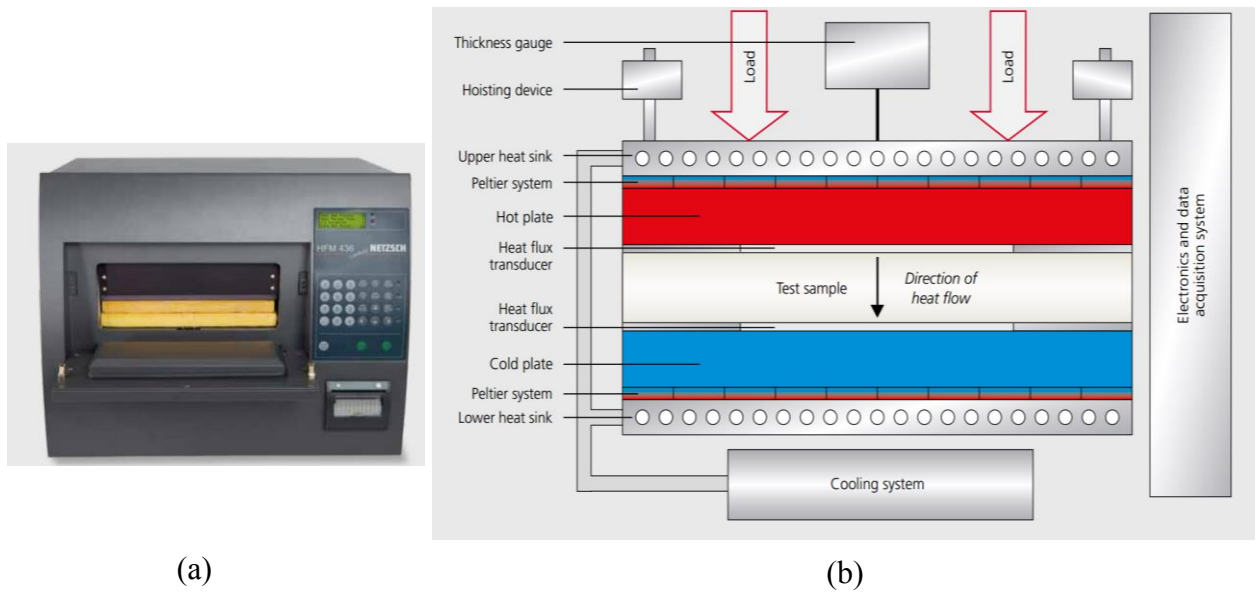 HFM 436
NETZSCH
Thickness gauge
Hoisting device
Upper heat sink
Peltier system
Hot plate
Heat flux
transducer
Heat flux
transducer
Cold plate
Peltier system
Lower heat sink
Load
Load
Test sample
Direction of
heat flow
Cooling system
Electronics and data
acquisition system
(a)
(b)